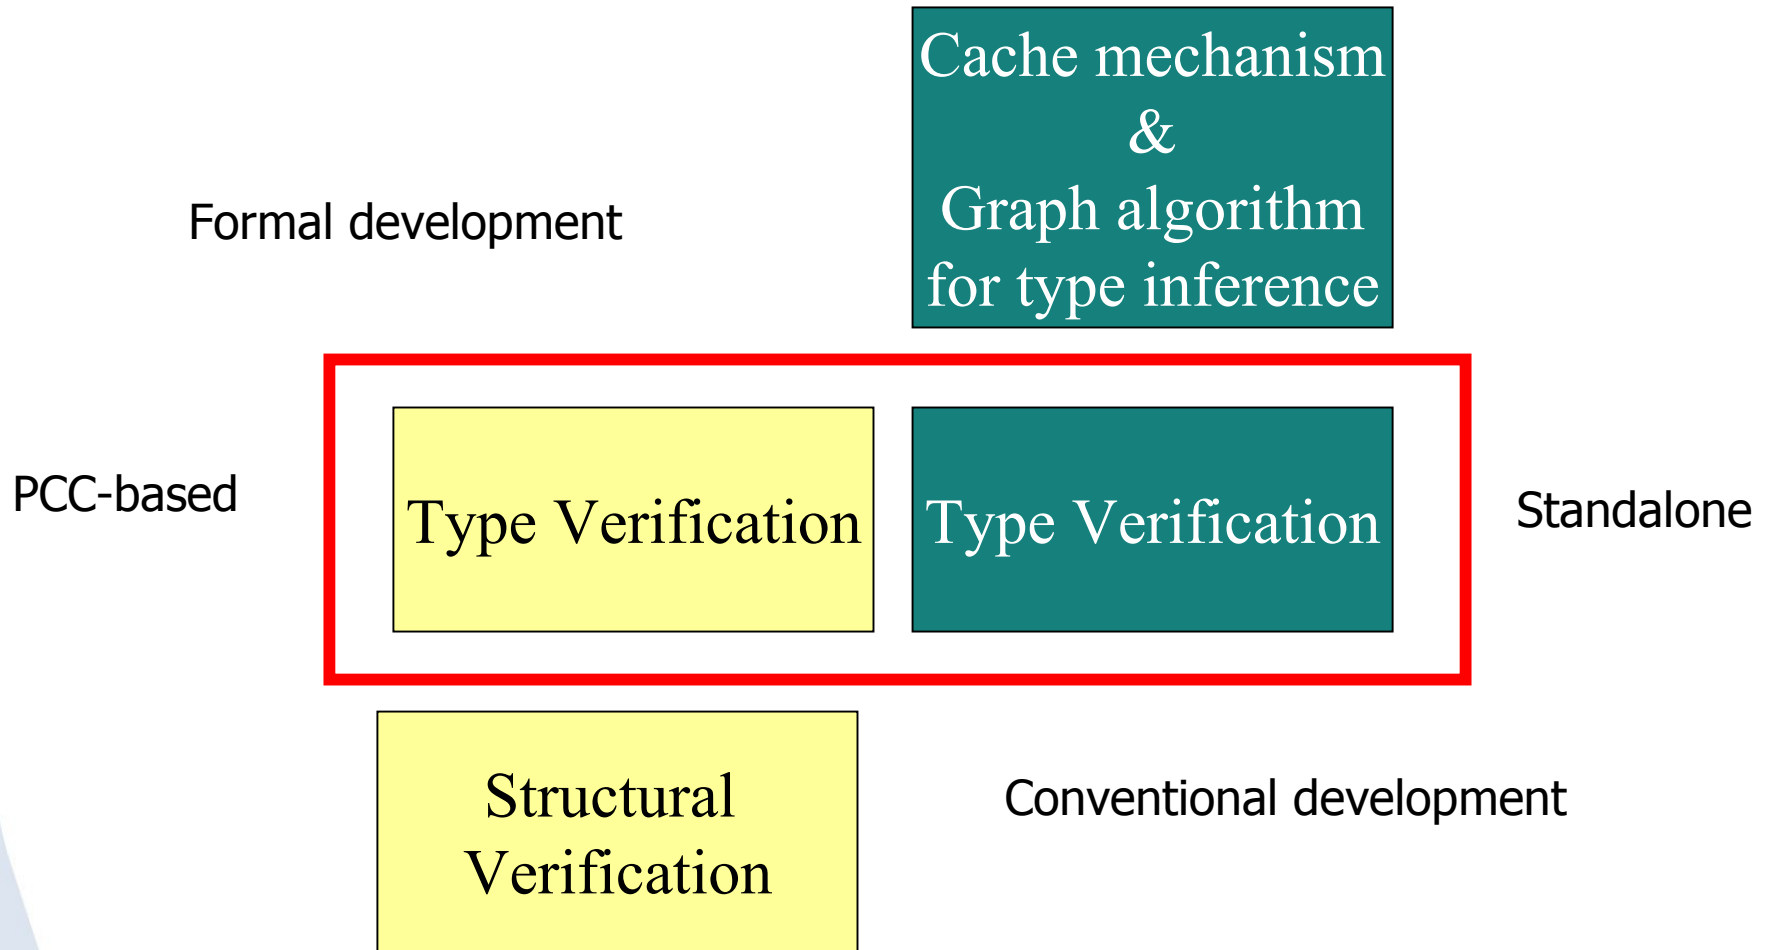 Cache mechanism
&
Graph algorithm
for type inference
Formal development
PCC-based
Type Verification
Type Verification
Standalone
Structural
Verification
Conventional development